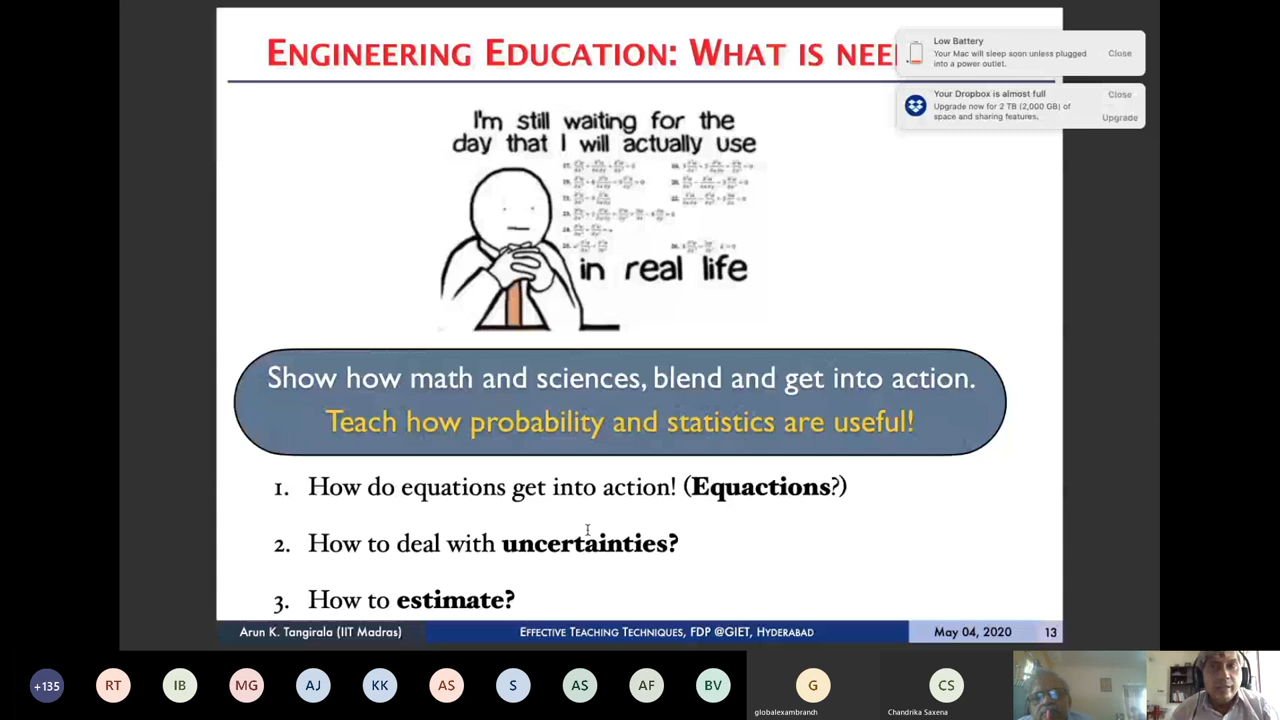 ENGINEERING EDUCATION: WHAT IS NEE
Low Battery
Your Mac will sleep soon unless plugged
into a power outlet.
Close
Your Dropbox is almost full
Upgrade now for 2 TB (2,000 GB) of
space and sharing features.
Close
Upgrade
I'm still waiting for the
day that I will actually use
in real life
Show how math and sciences, blend and get into action.
Teach how probability and statistics are useful!
1. How do equations get into action! (Equactions?)
2. How to deal with uncertainties?
3. How to estimate?
Arun K. Tangirala (IIT Madras)
EFFECTIVE TEACHING TECHNIQUES, FDP @GIET, HYDERABAD
May 04, 2020
13
+135
RT
IB
MG
AJ
KK
AS
S
AS
AF
BV
G
globalexambranch
CS
Chandrika Saxena